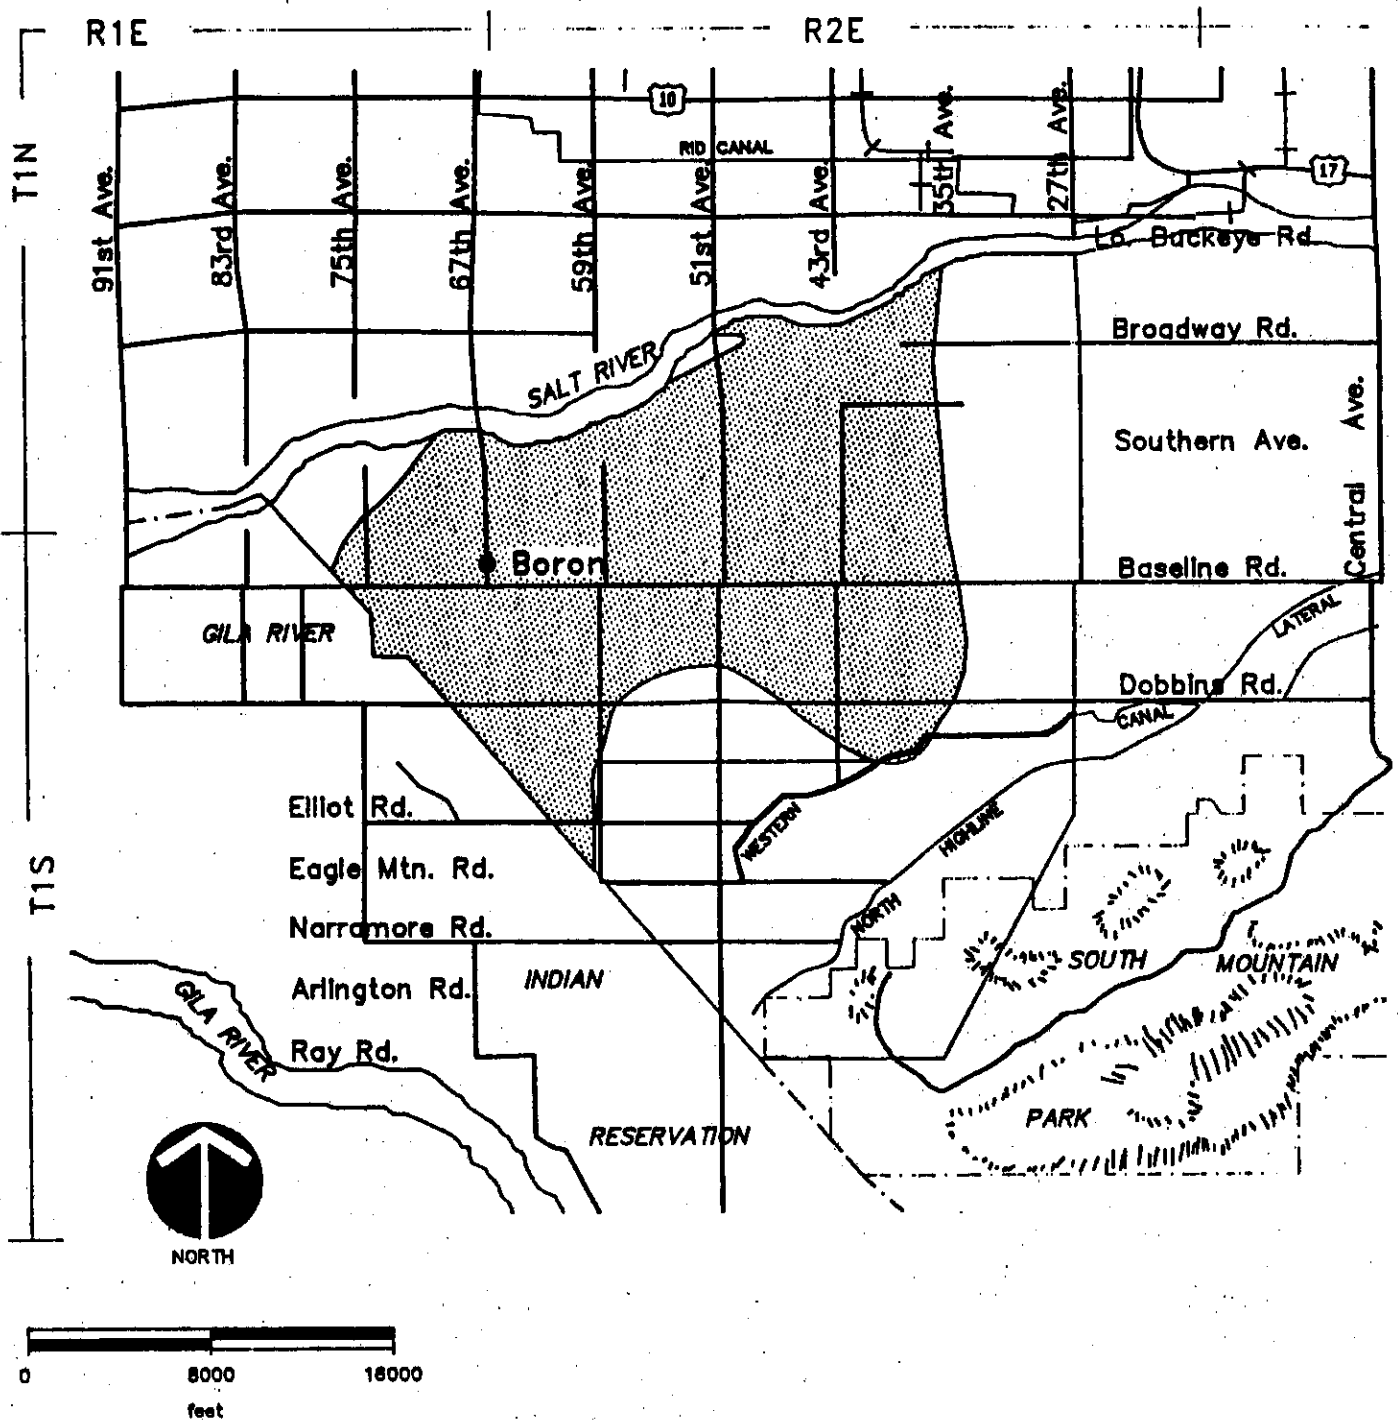 R1E
R2E
T1N
10
RID CANAL
17
91st Ave.
83rd Ave.
75th Ave.
67th Ave.
59th Ave.
51st Ave.
43rd Ave.
35th Ave.
27th Ave.
Lo. Buckeye Rd.
Broadway Rd.
SALT RIVER
Southern Ave.
Central Ave.
Boron
Baseline Rd.
GILA RIVER
LATERAL
Dobbins Rd.
CANAL
Elliot Rd.
WESTERN
HIGHLINE
Eagle Mtn. Rd.
T1S
NORTH
Narramore Rd.
SOUTH MOUNTAIN
INDIAN
Arlington Rd.
GILA RIVER
Ray Rd.
PARK
RESERVATION
NORTH
0 8000 16000
feet